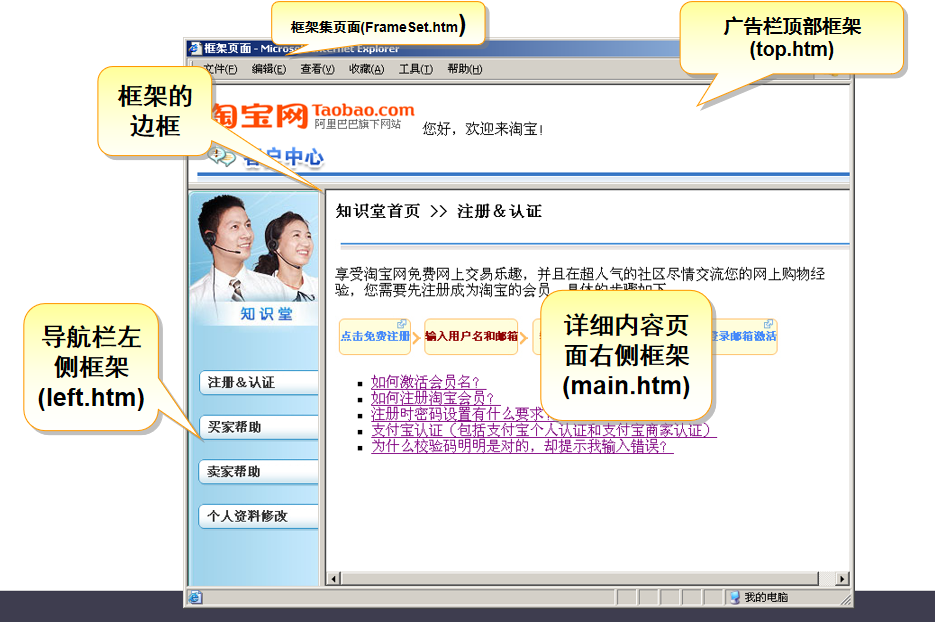 框架集页面(FrameSet.htm)
广告栏顶部框架
(top.htm)
框架页面 - Micros
Internet Explorer
文件(F) 编辑(E) 查看(V) 收藏(A) 工具(T) 帮助(H)
框架的
边框
淘宝网 Taobao.com
阿里巴巴旗下网站
您好，欢迎来淘宝！
客户中心
知识堂首页 >> 注册＆认证
享受淘宝网免费网上交易乐趣，并且在超人气的社区尽情交流您的网上购物经
验，您需要先注册成为淘宝的会员，具体的步骤如下
知 识 堂
导航栏左
侧框架
(left.htm)
详细内容页
面右侧框架
(main.htm)
点击免费注册
输入用户名和邮箱
登录邮箱激活
注册＆认证
买家帮助
卖家帮助
个人资料修改
如何激活会员名？
如何注册淘宝会员？
注册时密码设置有什么要求？
支付宝认证（包括支付宝个人认证和支付宝商家认证）
为什么校验码明明是对的，却提示我输入错误？
我的电脑